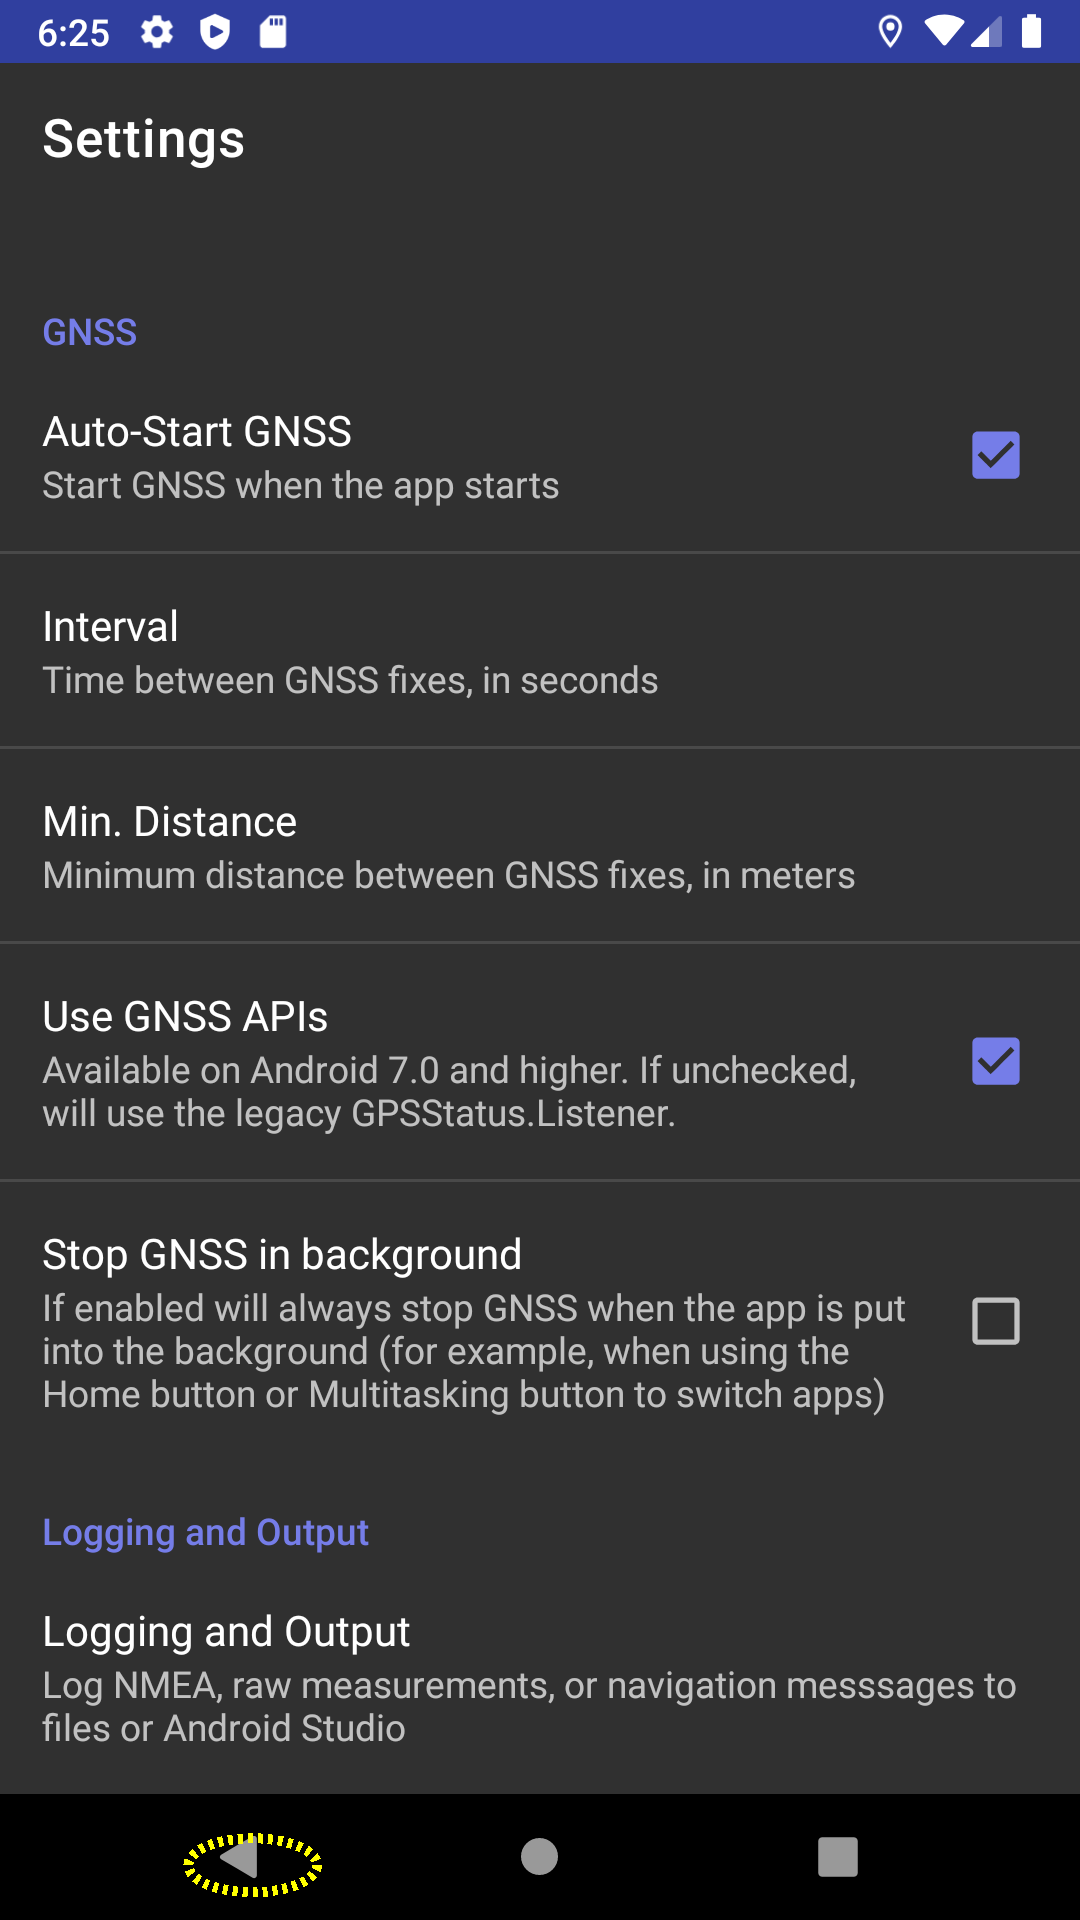 6:25
Settings
GNSS
Auto-Start GNSS
Start GNSS when the app starts
Interval
Time between GNSS fixes, in seconds
Min. Distance
Minimum distance between GNSS fixes, in meters
Use GNSS APIs
Available on Android 7.0 and higher. If unchecked,
will use the legacy GPSStatus.Listener.
Stop GNSS in background
If enabled will always stop GNSS when the app is put
into the background (for example, when using the
Home button or Multitasking button to switch apps)
Logging and Output
Logging and Output
Log NMEA, raw measurements, or navigation messsages to
files or Android Studio